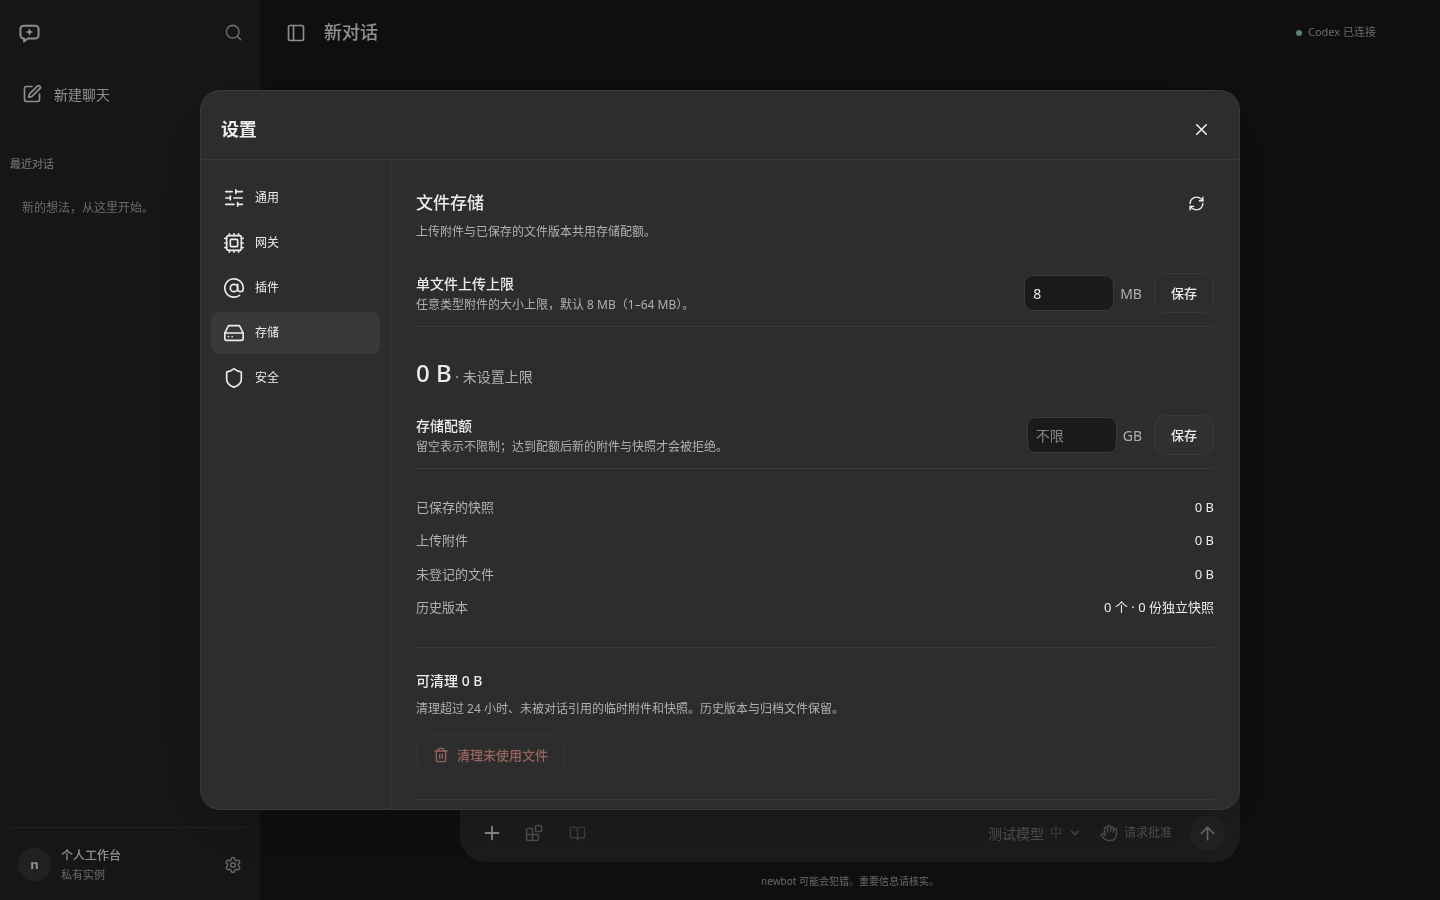 新对话
Codex 已连接
新建聊天
最近对话
新的想法，从这里开始。
设置
通用
网关
插件
存储
安全
文件存储
上传附件与已保存的文件版本共用存储配额。
单文件上传上限
任意类型附件的大小上限，默认 8 MB（1–64 MB）。
8 MB 保存
0 B · 未设置上限
存储配额
留空表示不限制；达到配额后新的附件与快照才会被拒绝。
不限 GB 保存
已保存的快照 0 B
上传附件 0 B
未登记的文件 0 B
历史版本 0 个 · 0 份独立快照
可清理 0 B
清理超过 24 小时、未被对话引用的临时附件和快照。历史版本与归档文件保留。
清理未使用文件
测试模型 中 请求批准
n 个人工作台
私有实例
newbot 可能会犯错。重要信息请核实。